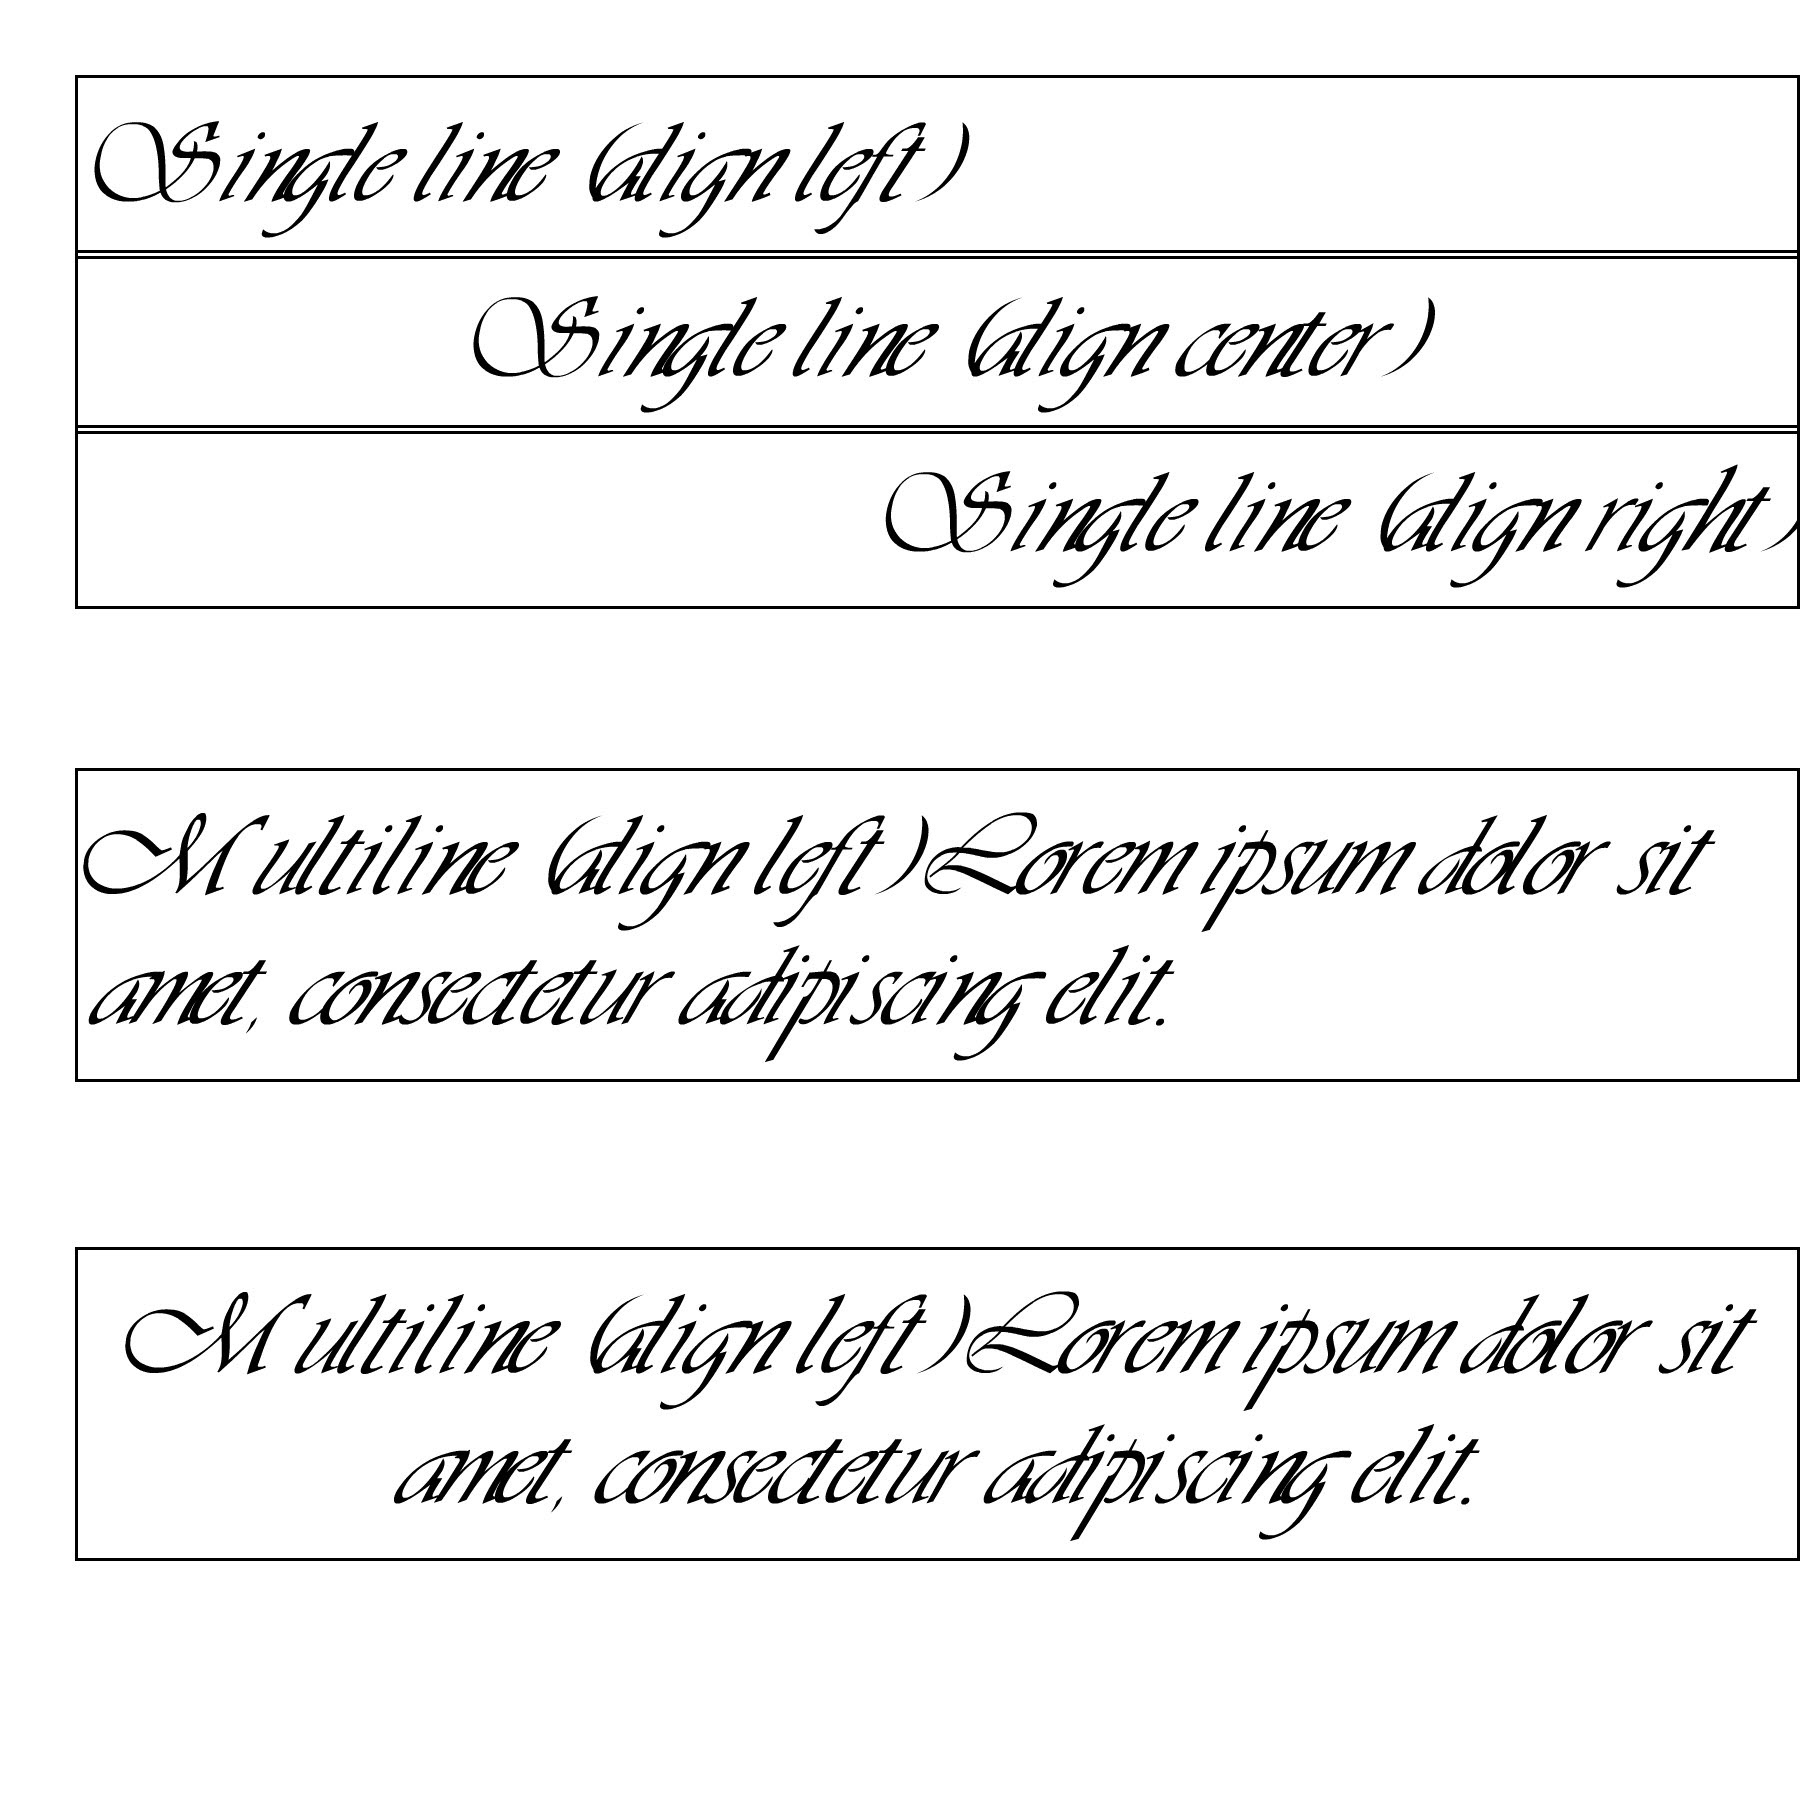 Single line (align left)
Single line (align center)
Single line (align right)
Multiline (align left)Lorem ipsum dolor sit
amet, consectetur adipiscing elit.
Multiline (align left)Lorem ipsum dolor sit
amet, consectetur adipiscing elit.